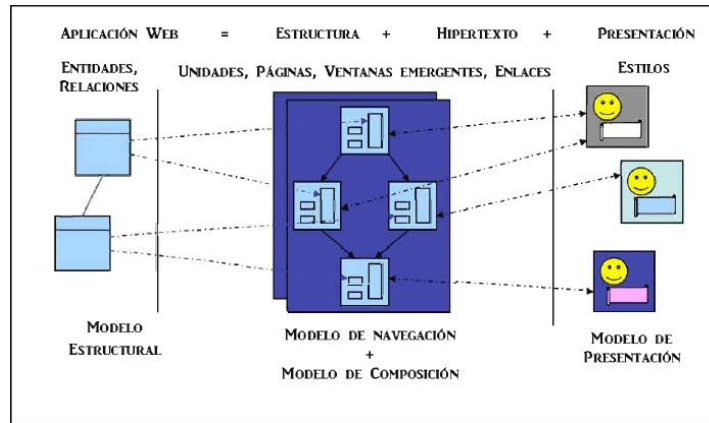 APLICACIÓN WEB = ESTRUCTURA + HIPERTEXTO + PRESENTACIÓN
ENTIDADES,
RELACIONES
UNIDADES, PÁGINAS, VENTANAS EMERGENTES, ENLACES
ESTILOS
MODELO
ESTRUCTURAL
MODELO DE NAVEGACIÓN
+
MODELO DE COMPOSICIÓN
MODELO DE
PRESENTACIÓN